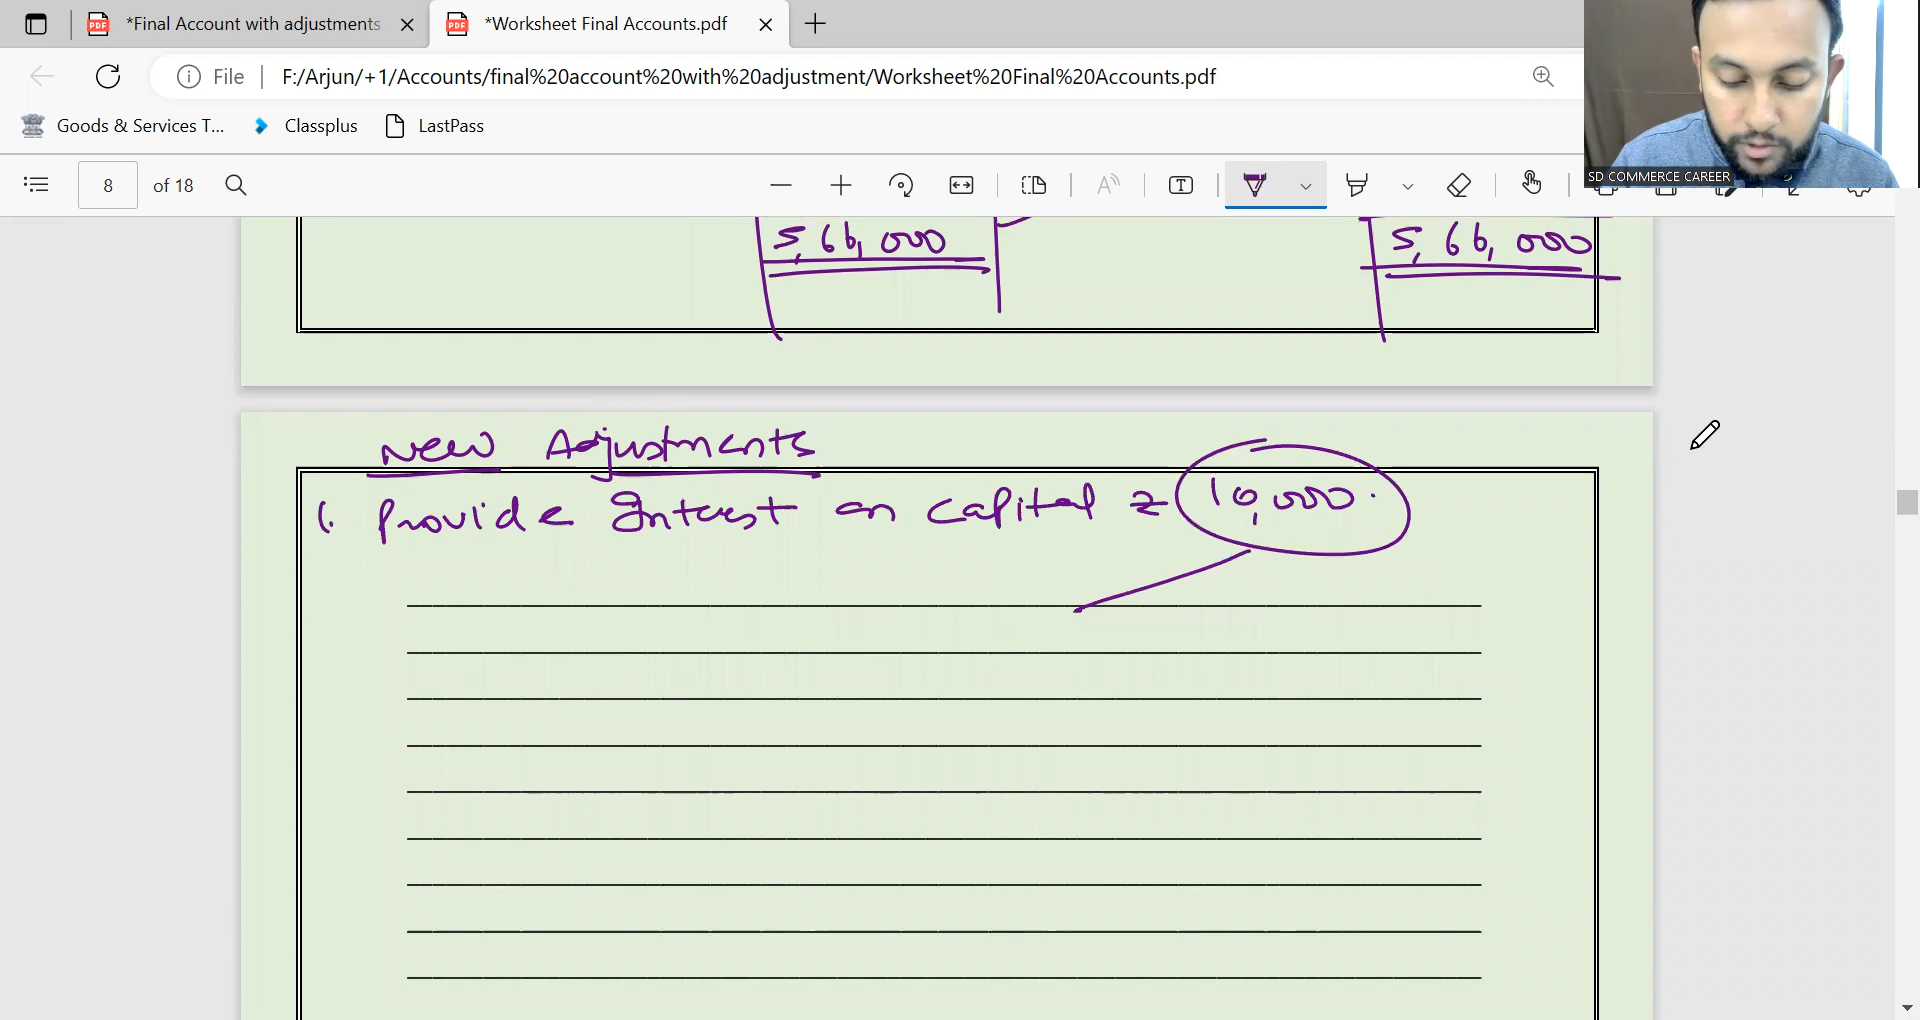 *Final Account with adjustments
*Worksheet Final Accounts.pdf
File
F:/Arjun/+1/Accounts/final%20account%20with%20adjustment/Worksheet%20Final%20Accounts.pdf
Goods & Services T...
Classplus
LastPass
8 of 18
SD COMMERCE CAREER
5,66,000
5,66,000
New Adjustments
1. Provide Interest on Capital ₹ 10,000.